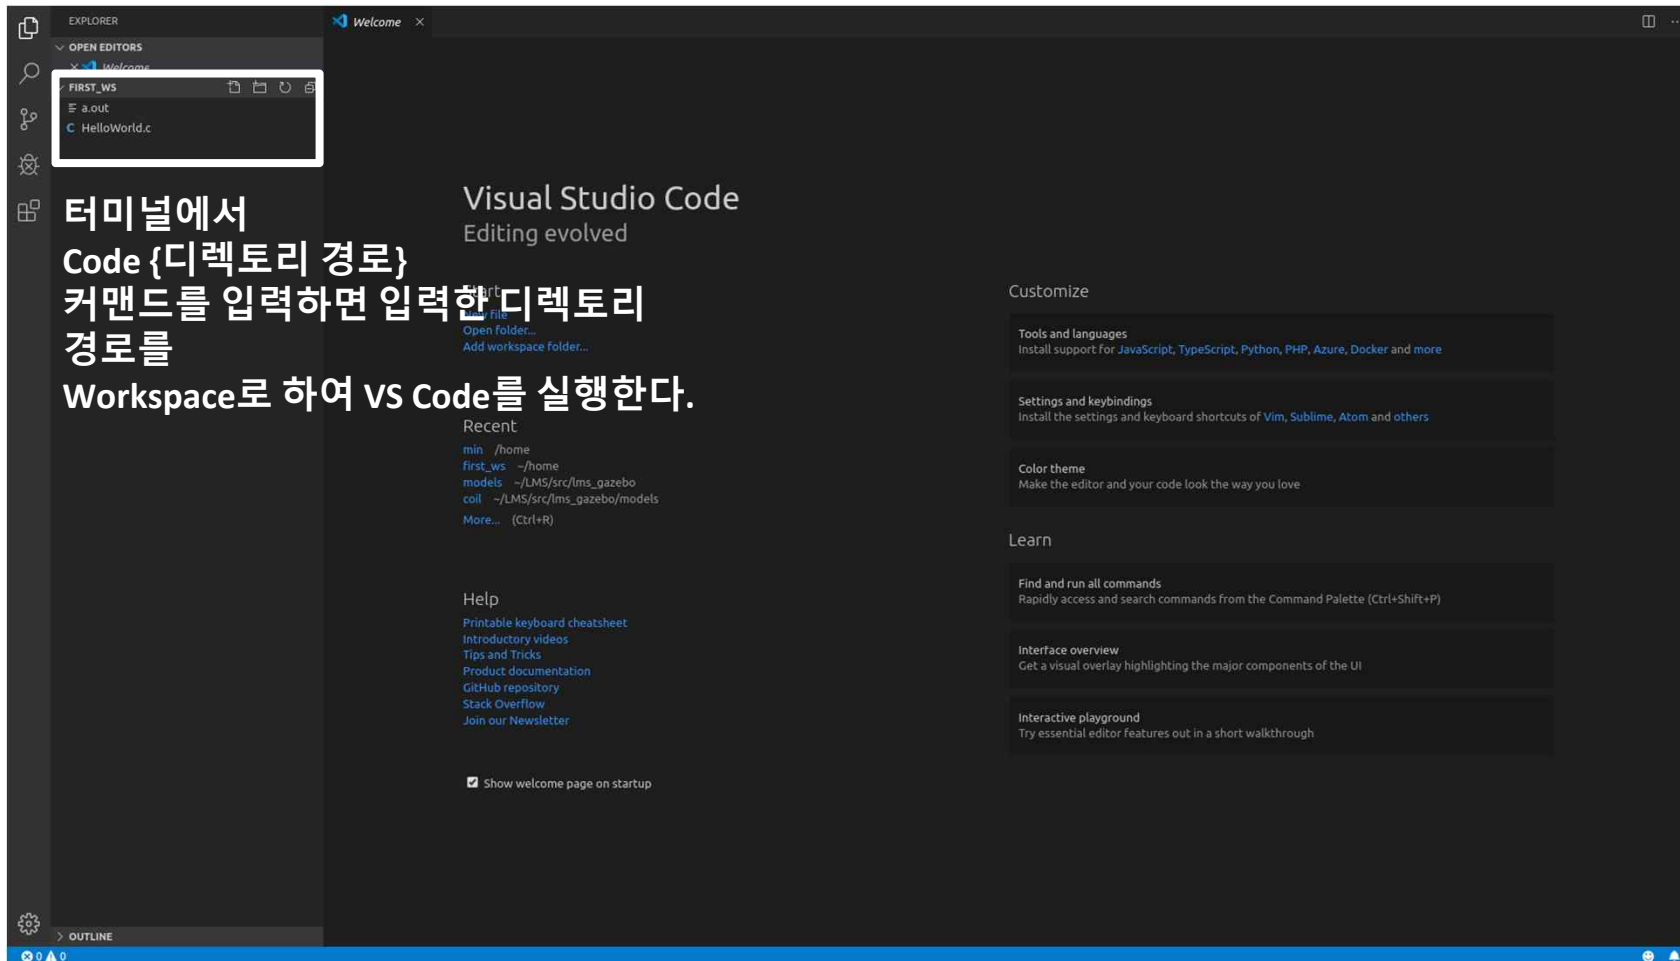 EXPLORER
Welcome ×
OPEN EDITORS
× Welcome
FIRST_WS
a.out
C HelloWorld.c
터미널에서
Code {디렉토리 경로}
커맨드를 입력하면 입력한 디렉토리
경로를
Workspace로 하여 VS Code를 실행한다.
Visual Studio Code
Editing evolved
Start
New file
Open folder...
Add workspace folder...
Recent
min /home
first_ws ~/home
models ~/LMS/src/lms_gazebo
coil ~/LMS/src/lms_gazebo/models
More... (Ctrl+R)
Help
Printable keyboard cheatsheet
Introductory videos
Tips and Tricks
Product documentation
GitHub repository
Stack Overflow
Join our Newsletter
Show welcome page on startup
Customize
Tools and languages
Install support for JavaScript, TypeScript, Python, PHP, Azure, Docker and more
Settings and keybindings
Install the settings and keyboard shortcuts of Vim, Sublime, Atom and others
Color theme
Make the editor and your code look the way you love
Learn
Find and run all commands
Rapidly access and search commands from the Command Palette (Ctrl+Shift+P)
Interface overview
Get a visual overlay highlighting the major components of the UI
Interactive playground
Try essential editor features out in a short walkthrough
OUTLINE
0 0